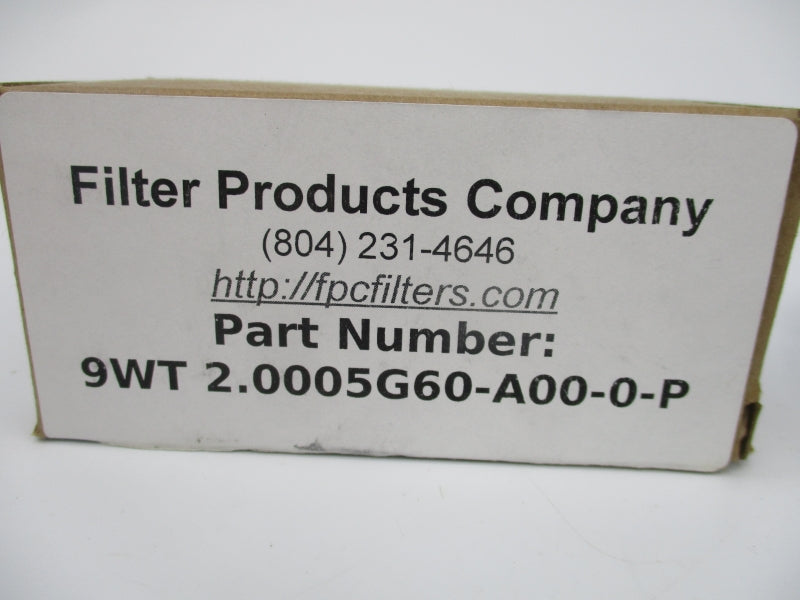 Filter Products Company
(804) 231-4646
http://fpcfilters.com
Part Number:
9WT 2.0005G60-A00-0-P